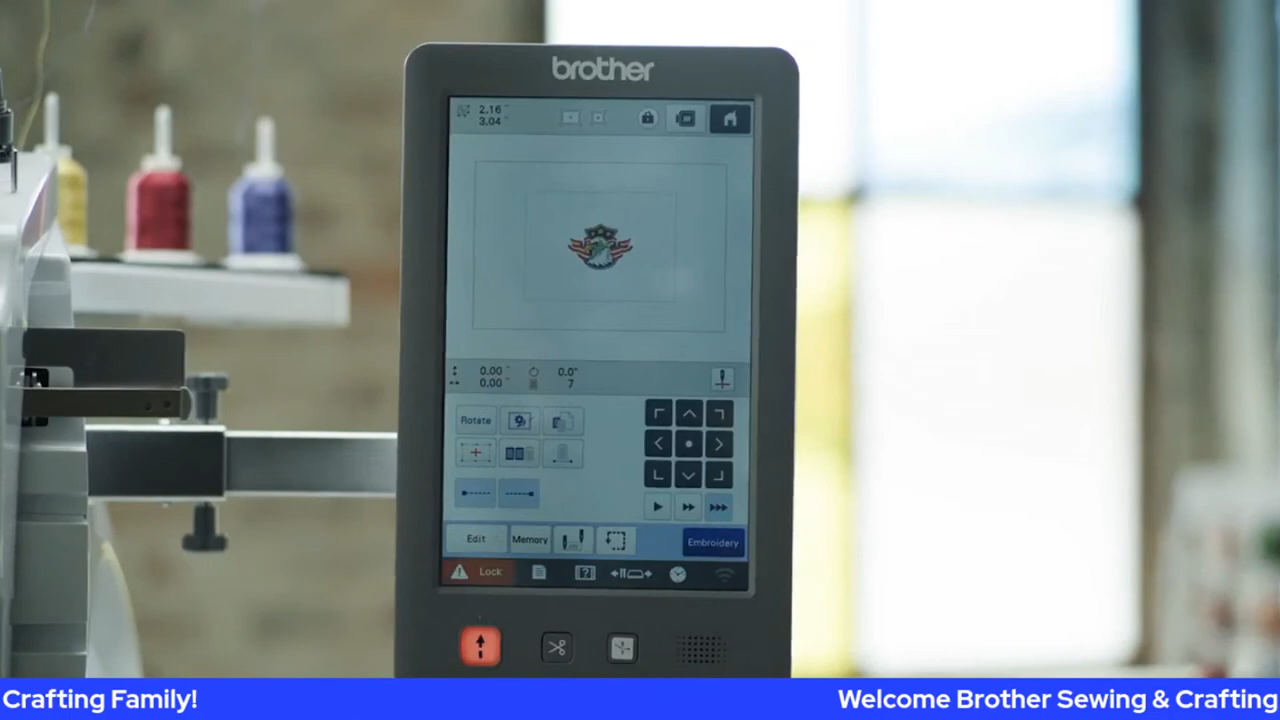 brother
2.16 "
3.04 "
0.00 " 0.0°
0.00 " 7
Rotate
Edit Memory Embroidery
Lock
Crafting Family! Welcome Brother Sewing & Crafting